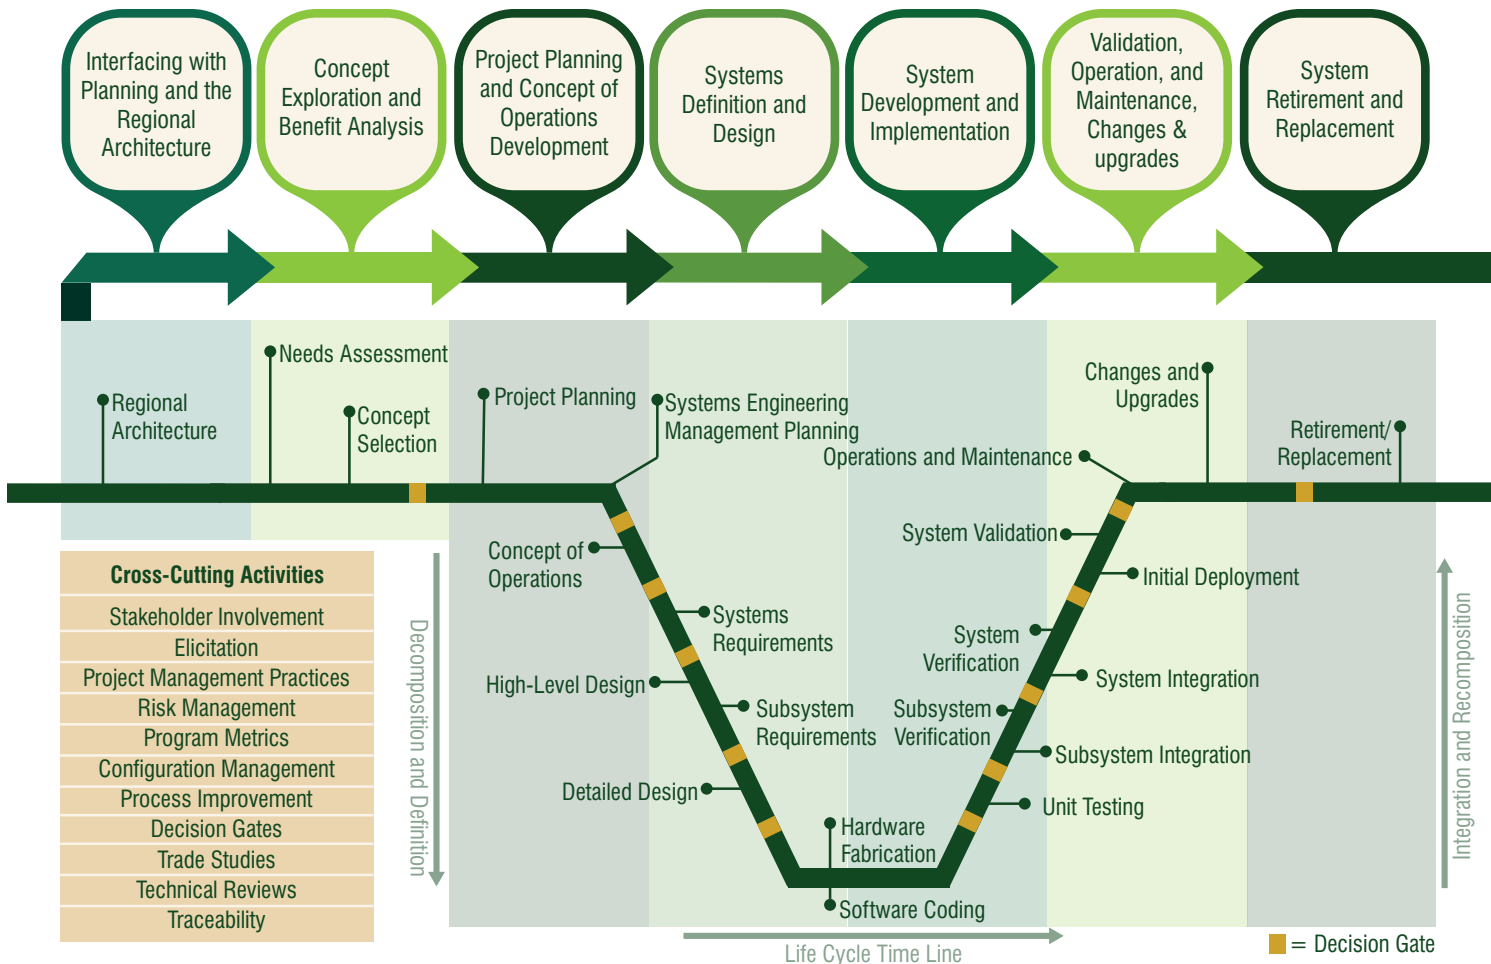 Interfacing with
Planning and the
Regional
Architecture
Concept
Exploration and
Benefit Analysis
Project Planning
and Concept of
Operations
Development
Systems
Definition and
Design
System
Development and
Implementation
Validation,
Operation, and
Maintenance,
Changes &
upgrades
System
Retirement and
Replacement
Regional
Architecture
Needs Assessment
Concept
Selection
Project Planning
Systems Engineering
Management Planning
Changes and
Upgrades
Operations and Maintenance
Retirement/
Replacement
Concept of
Operations
Systems
Requirements
High-Level Design
Subsystem
Requirements
Detailed Design
Hardware
Fabrication
Software Coding
System Validation
Initial Deployment
System
Verification
System Integration
Subsystem
Verification
Subsystem Integration
Unit Testing
Cross-Cutting Activities
Stakeholder Involvement
Elicitation
Project Management Practices
Risk Management
Program Metrics
Configuration Management
Process Improvement
Decision Gates
Trade Studies
Technical Reviews
Traceability
Decomposition and Definition
Integration and Recomposition
Life Cycle Time Line
= Decision Gate